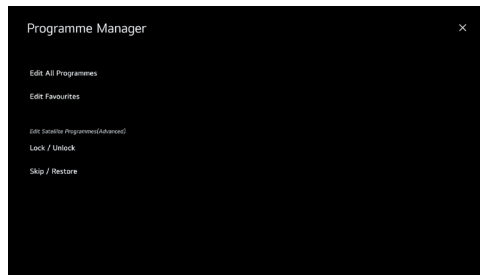 Programme Manager
Edit All Programmes
Edit Favourites
Edit Satellite Programmes(Advanced)
Lock / Unlock
Skip / Restore